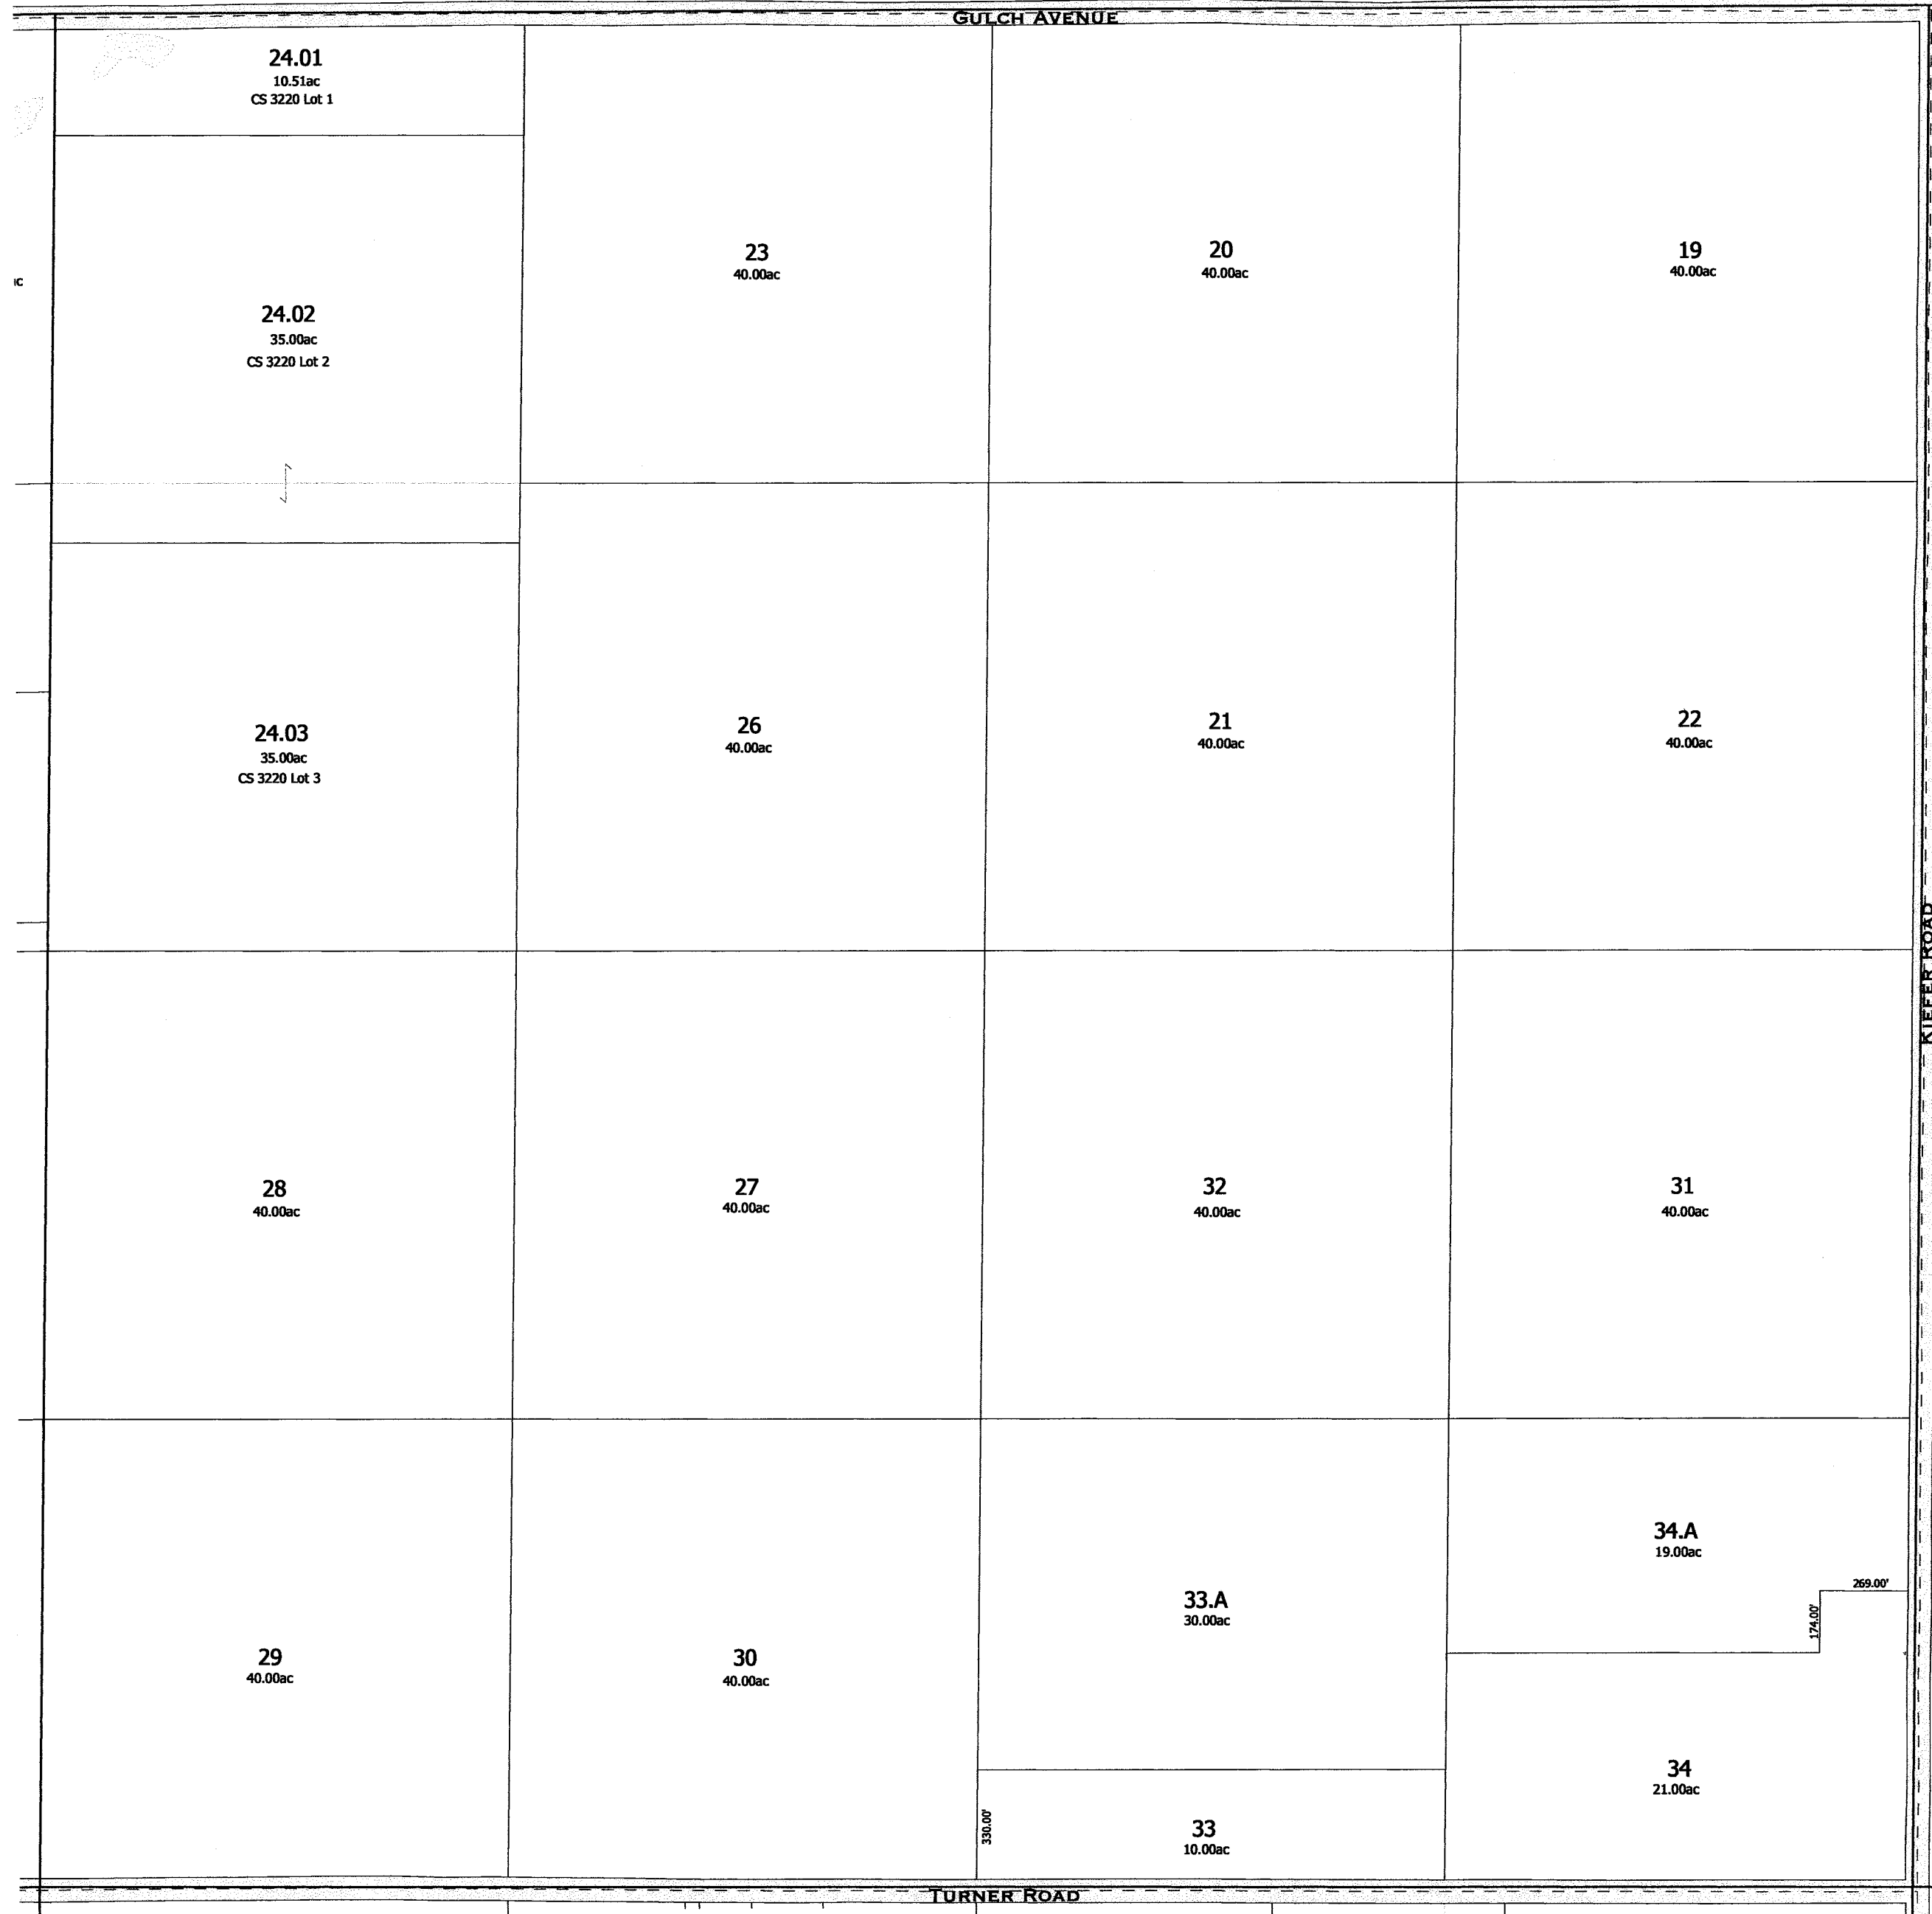 GULCH AVENUE
24.01
10.51ac
CS 3220 Lot 1
23
40.00ac
20
40.00ac
19
40.00ac
24.02
35.00ac
CS 3220 Lot 2
24.03
35.00ac
CS 3220 Lot 3
26
40.00ac
21
40.00ac
22
40.00ac
KIEFER ROAD
28
40.00ac
27
40.00ac
32
40.00ac
31
40.00ac
34.A
19.00ac
269.00'
174.00'
33.A
30.00ac
29
40.00ac
30
40.00ac
34
21.00ac
330.00'
33
10.00ac
TURNER ROAD